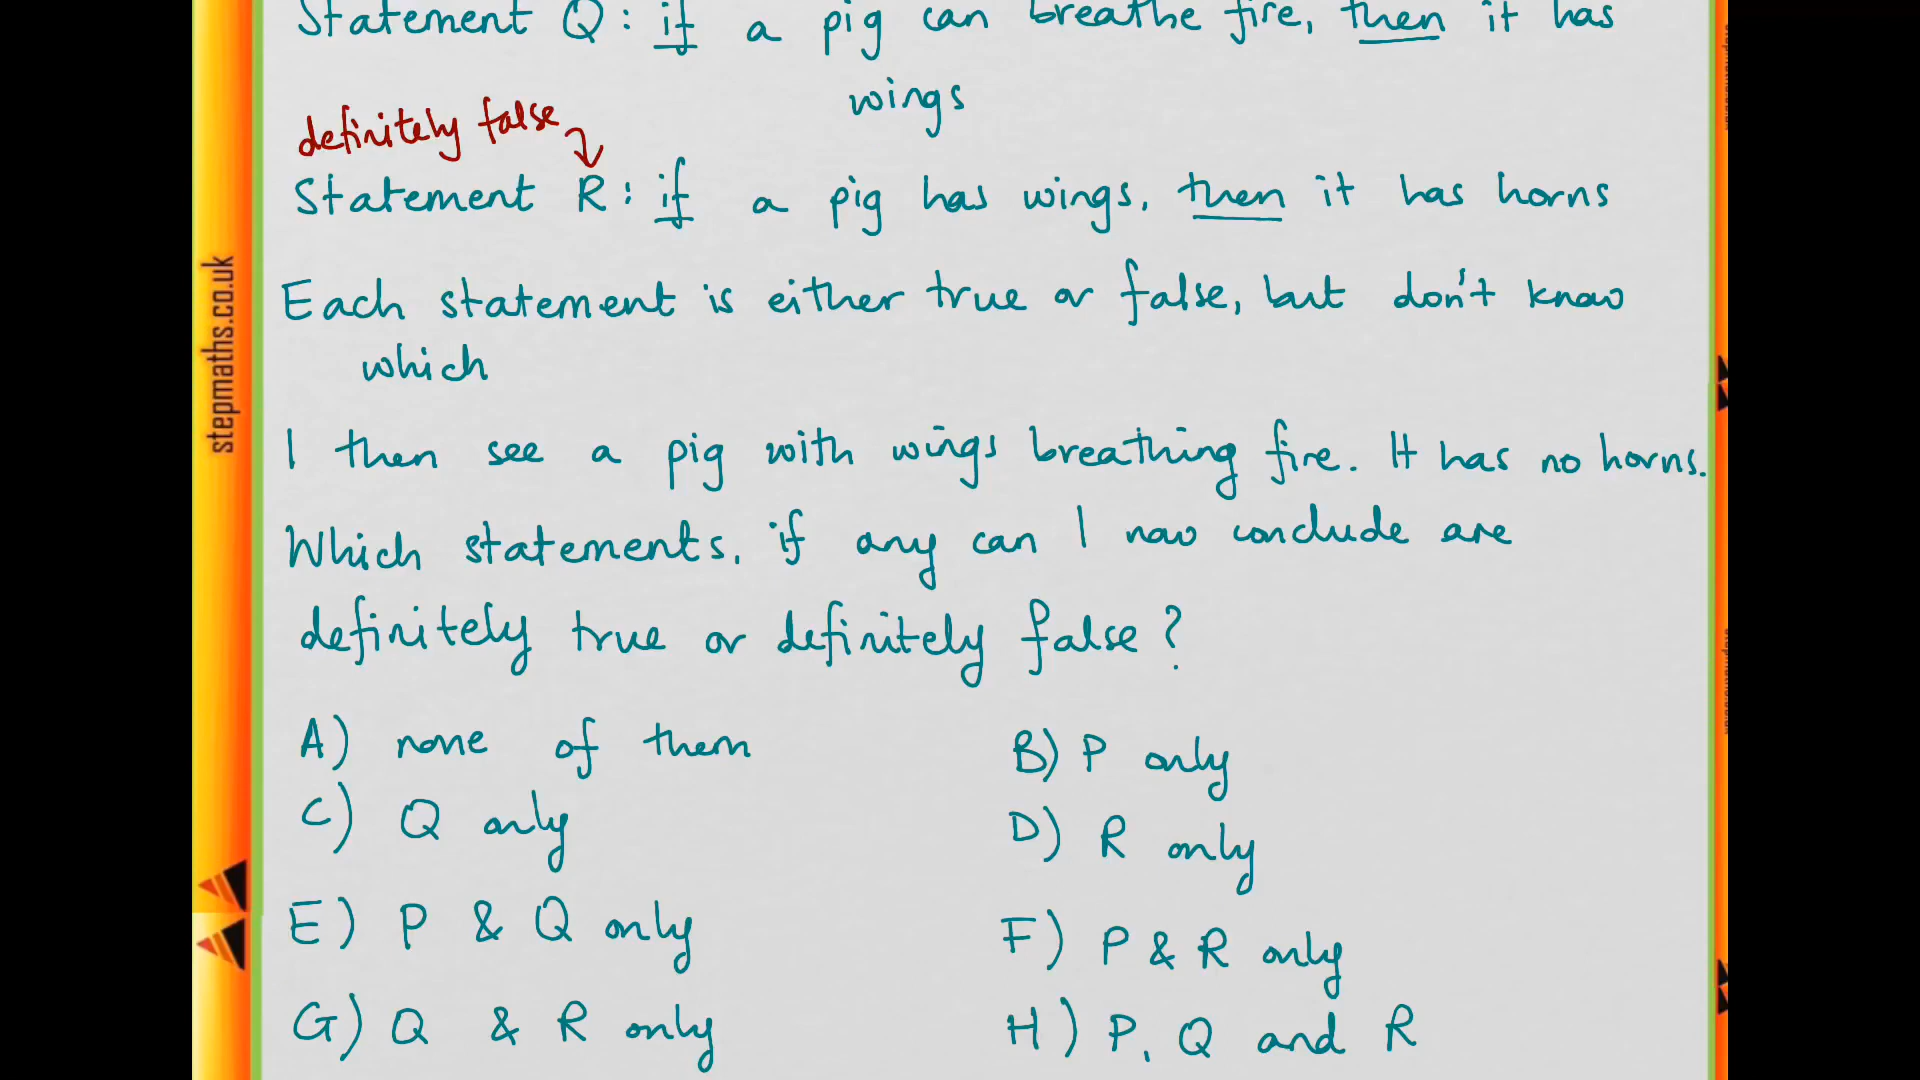 Statement Q: if a pig can breathe fire, then it has
wings
definitely false
Statement R: if a pig has wings, then it has horns
Each statement is either true or false, but don't know
which
I then see a pig with wings breathing fire. It has no horns.
Which statements, if any can I now conclude are
definitely true or definitely false?
A) none of them
B) P only
C) Q only
D) R only
E) P & Q only
F) P & R only
G) Q & R only
H) P, Q and R
stepmaths.co.uk